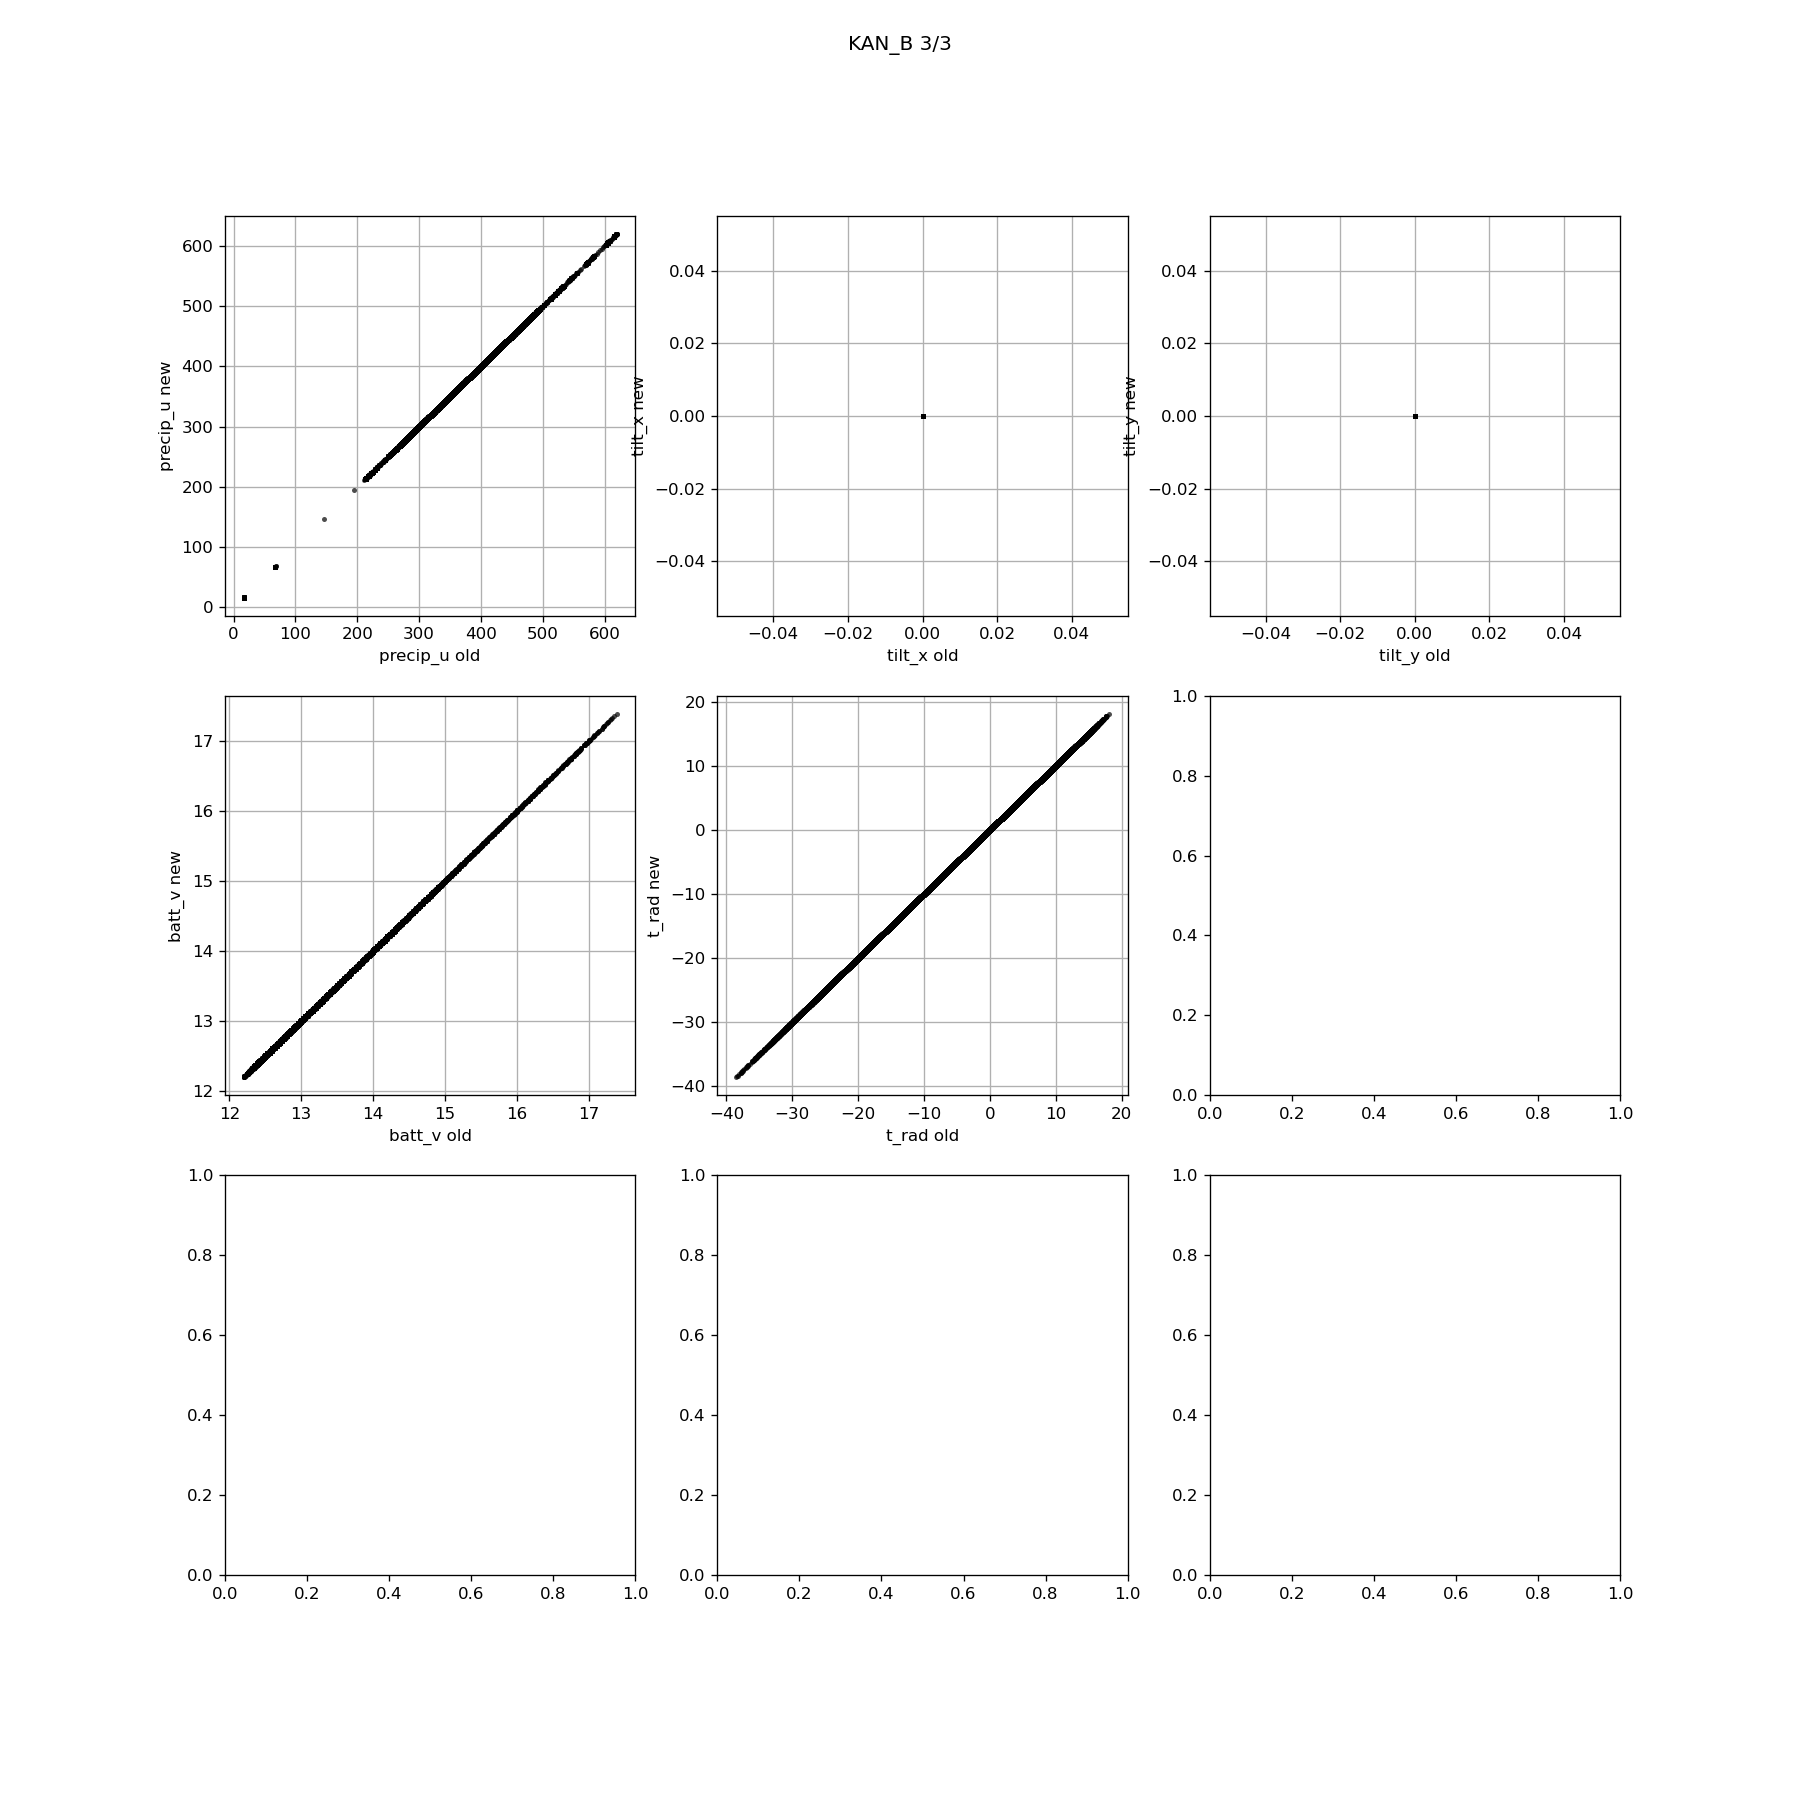 KAN_B 3/3
600
500
400
300
200
100
0
precip_u new
0 100 200 300 400 500 600
precip_u old
0.04
0.02
0.00
−0.02
−0.04
tilt_x new
−0.04 −0.02 0.00 0.02 0.04
tilt_x old
0.04
0.02
0.00
−0.02
−0.04
tilt_y new
−0.04 −0.02 0.00 0.02 0.04
tilt_y old
17
16
15
14
13
12
batt_v new
12 13 14 15 16 17
batt_v old
20
10
0
−10
−20
−30
−40
t_rad new
−40 −30 −20 −10 0 10 20
t_rad old
1.0
0.8
0.6
0.4
0.2
0.0
0.0 0.2 0.4 0.6 0.8 1.0
1.0
0.8
0.6
0.4
0.2
0.0
0.0 0.2 0.4 0.6 0.8 1.0
1.0
0.8
0.6
0.4
0.2
0.0
0.0 0.2 0.4 0.6 0.8 1.0
1.0
0.8
0.6
0.4
0.2
0.0
0.0 0.2 0.4 0.6 0.8 1.0